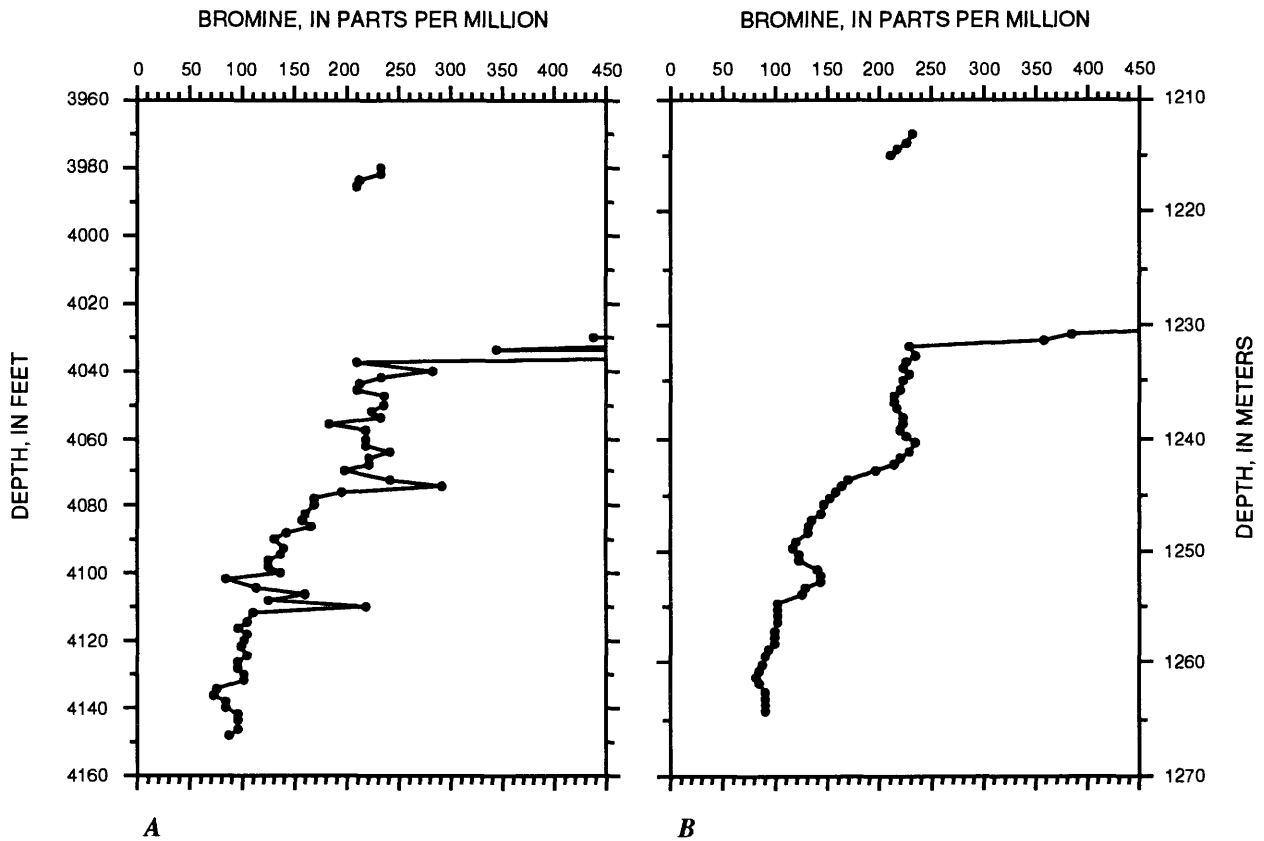 BROMINE, IN PARTS PER MILLION
BROMINE, IN PARTS PER MILLION
0 50 100 150 200 250 300 350 400 450
0 50 100 150 200 250 300 350 400 450
3960
3980
4000
4020
4040
4060
4080
4100
4120
4140
4160
DEPTH, IN FEET
1210
1220
1230
1240
1250
1260
1270
DEPTH, IN METERS
A
B